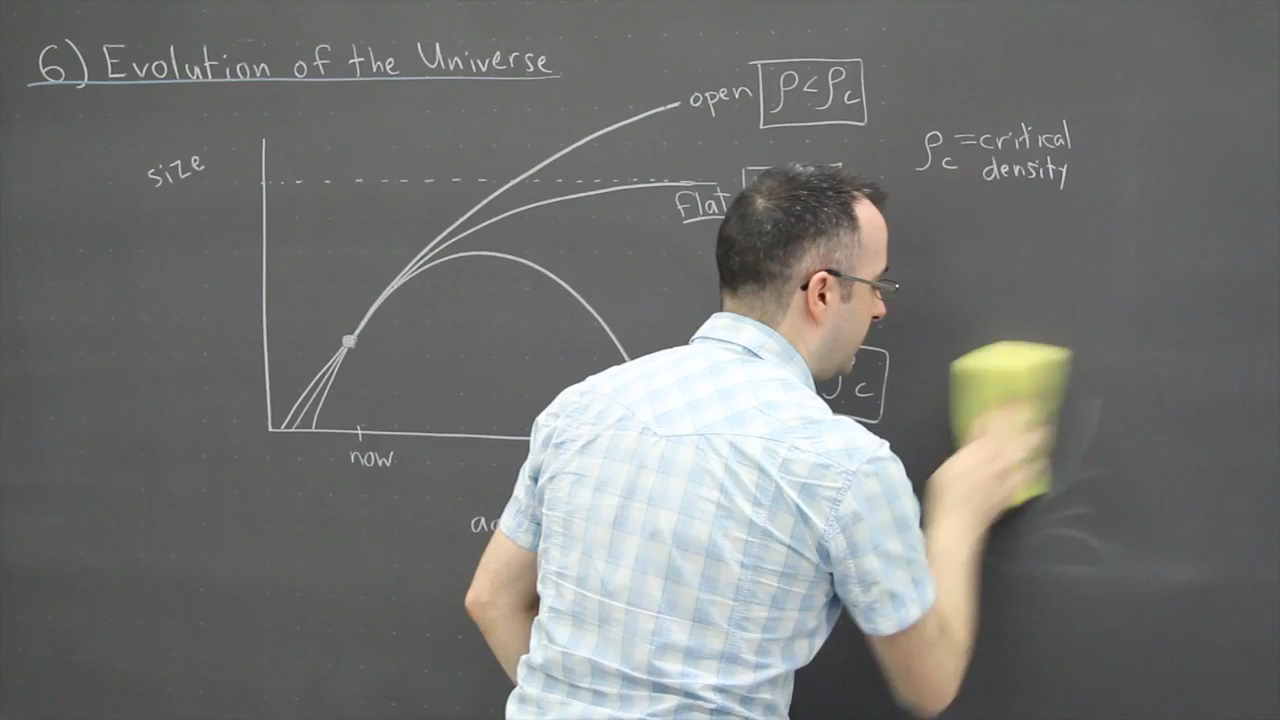 6) Evolution of the Universe
open ρ<ρc
size
ρc = critical
density
flat
c
now